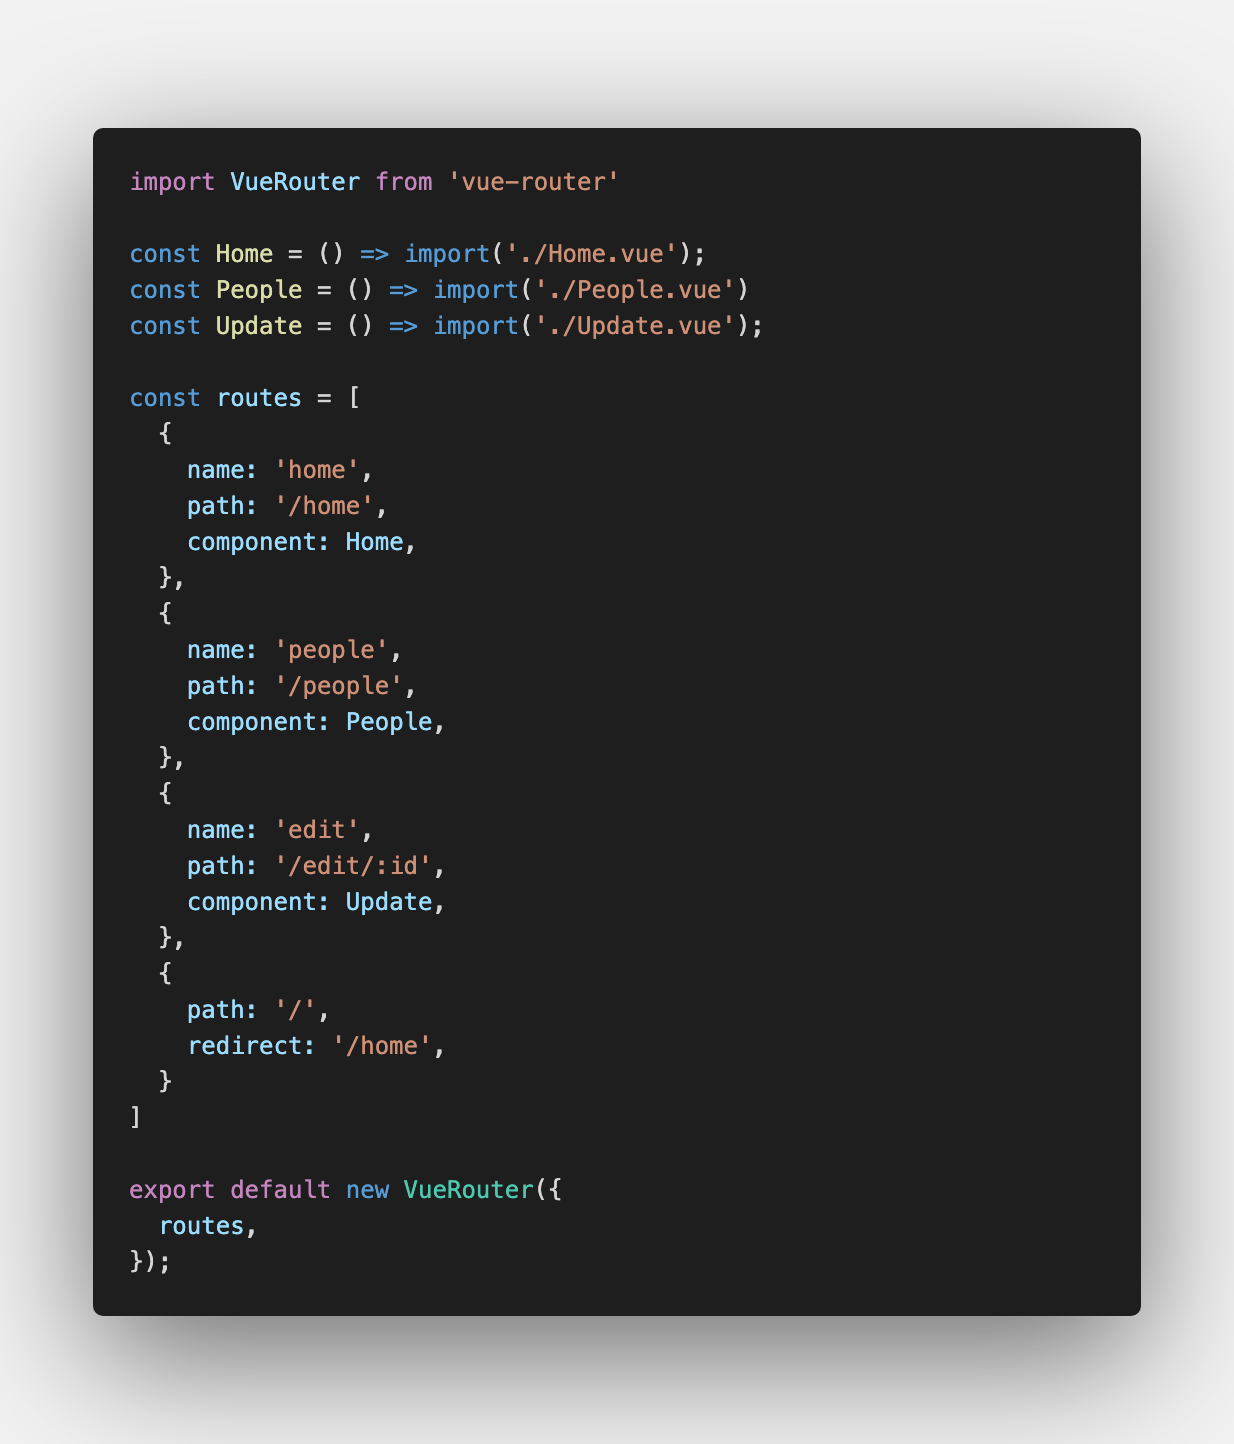 import VueRouter from 'vue-router'

const Home = () => import('./Home.vue');
const People = () => import('./People.vue')
const Update = () => import('./Update.vue');

const routes = [
  {
    name: 'home',
    path: '/home',
    component: Home,
  },
  {
    name: 'people',
    path: '/people',
    component: People,
  },
  {
    name: 'edit',
    path: '/edit/:id',
    component: Update,
  },
  {
    path: '/',
    redirect: '/home',
  }
]

export default new VueRouter({
  routes,
});